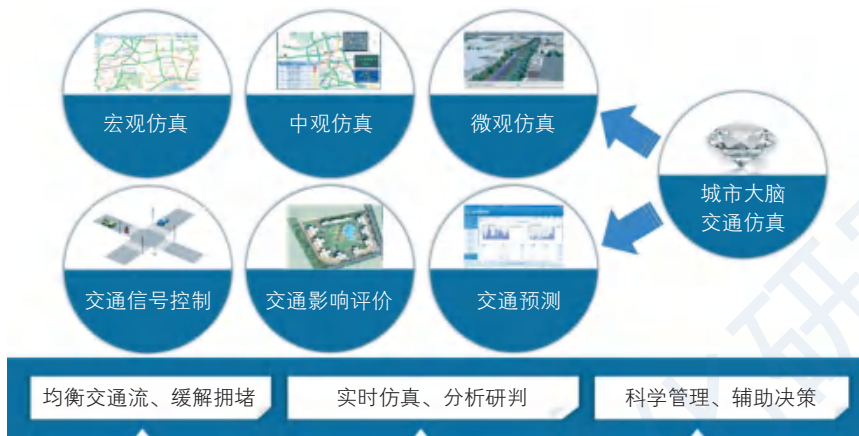 宏观仿真
中观仿真
微观仿真
城市大脑
交通仿真
交通信号控制
交通影响评价
交通预测
均衡交通流、缓解拥堵
实时仿真、分析研判
科学管理、辅助决策